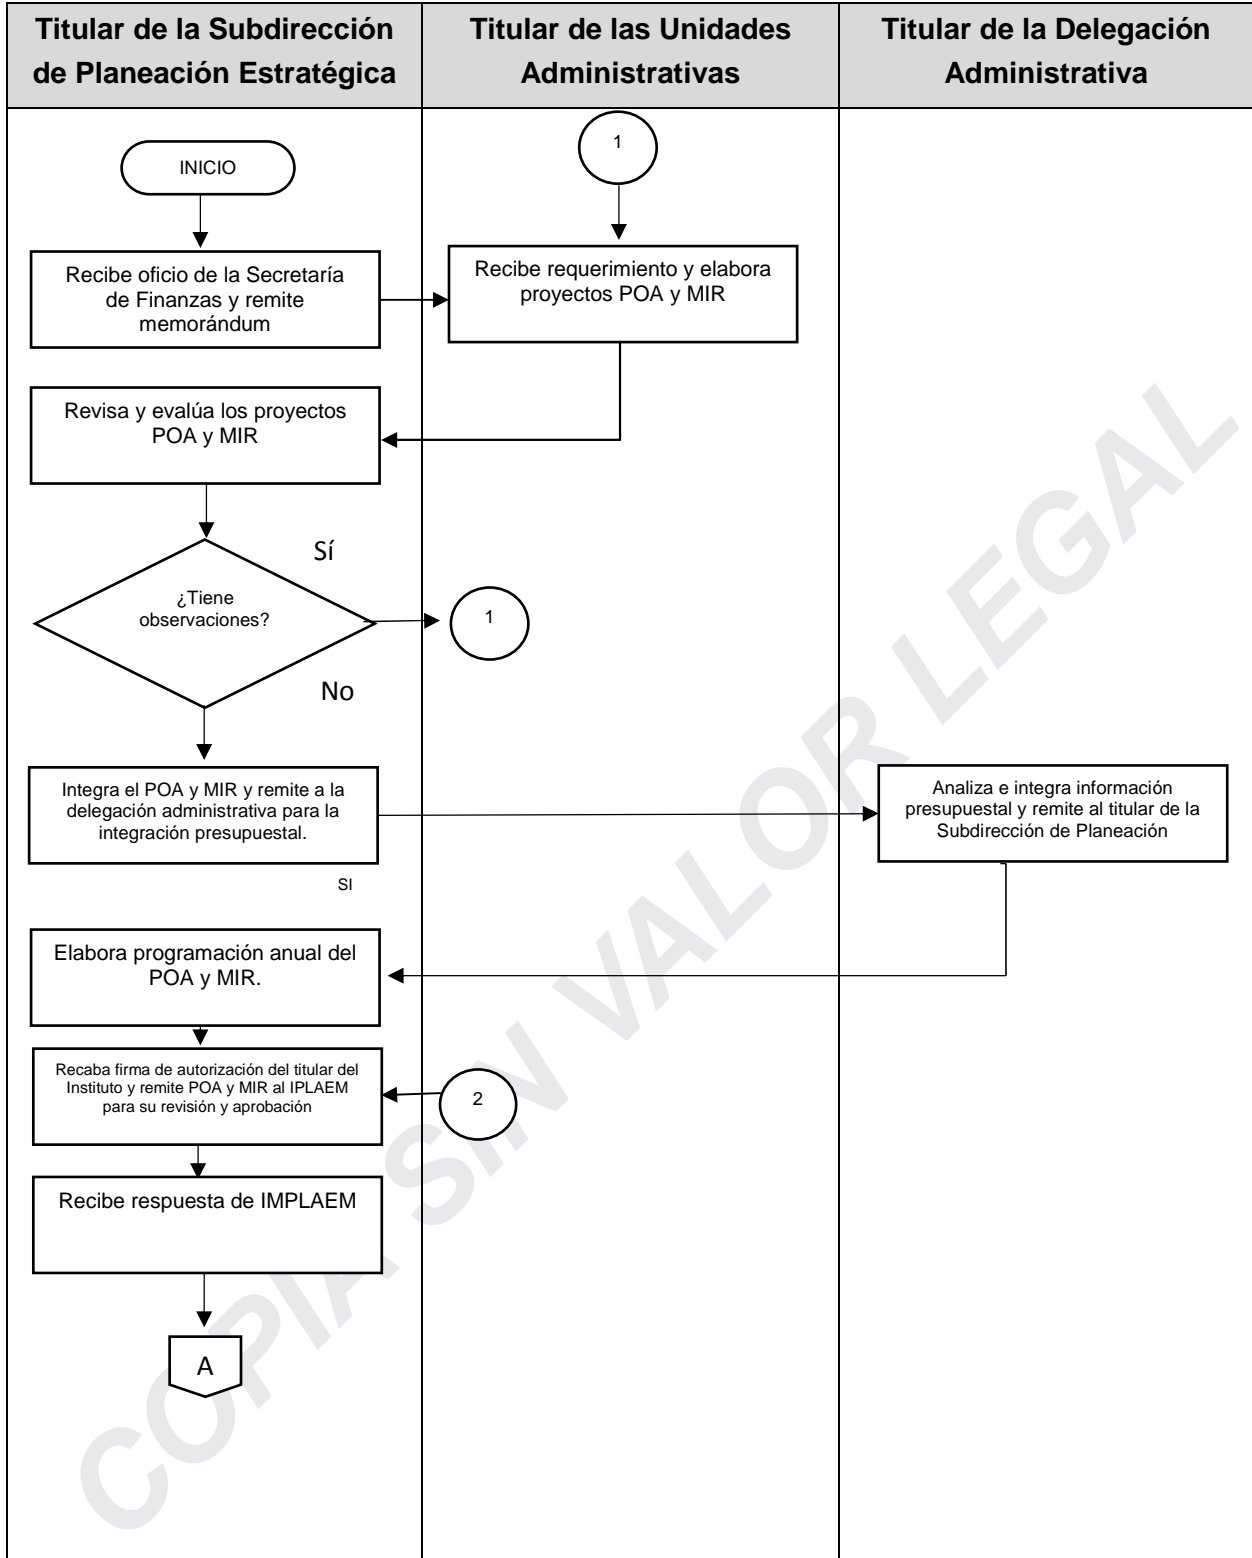 Titular de la Subdirección
de Planeación Estratégica
Titular de las Unidades
Administrativas
Titular de la Delegación
Administrativa
INICIO
1
Recibe oficio de la Secretaría
de Finanzas y remite
memorándum
Recibe requerimiento y elabora
proyectos POA y MIR
Revisa y evalúa los proyectos
POA y MIR
Sí
¿Tiene
observaciones?
1
No
Integra el POA y MIR y remite a la
delegación administrativa para la
integración presupuestal.
Analiza e integra información
presupuestal y remite al titular de la
Subdirección de Planeación
SI
Elabora programación anual del
POA y MIR.
Recaba firma de autorización del titular del
Instituto y remite POA y MIR al IPLAEM
para su revisión y aprobación
2
Recibe respuesta de IMPLAEM
A
COPIA SIN VALOR LEGAL